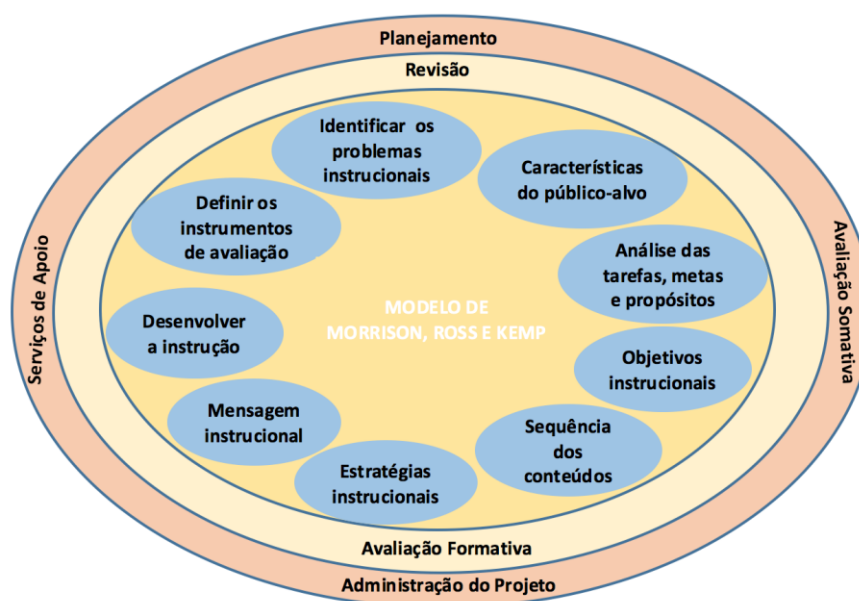 Planejamento
Revisão
Identificar os
problemas
instrucionais
Características
do público-alvo
Definir os
instrumentos
de avaliação
Análise das
tarefas, metas
e propósitos
Avaliação Somativa
Serviços de Apoio
MODELO DE
MORRISON, ROSS E KEMP
Desenvolver
a instrução
Objetivos
instrucionais
Mensagem
instrucional
Sequência
dos
conteúdos
Estratégias
instrucionais
Avaliação Formativa
Administração do Projeto